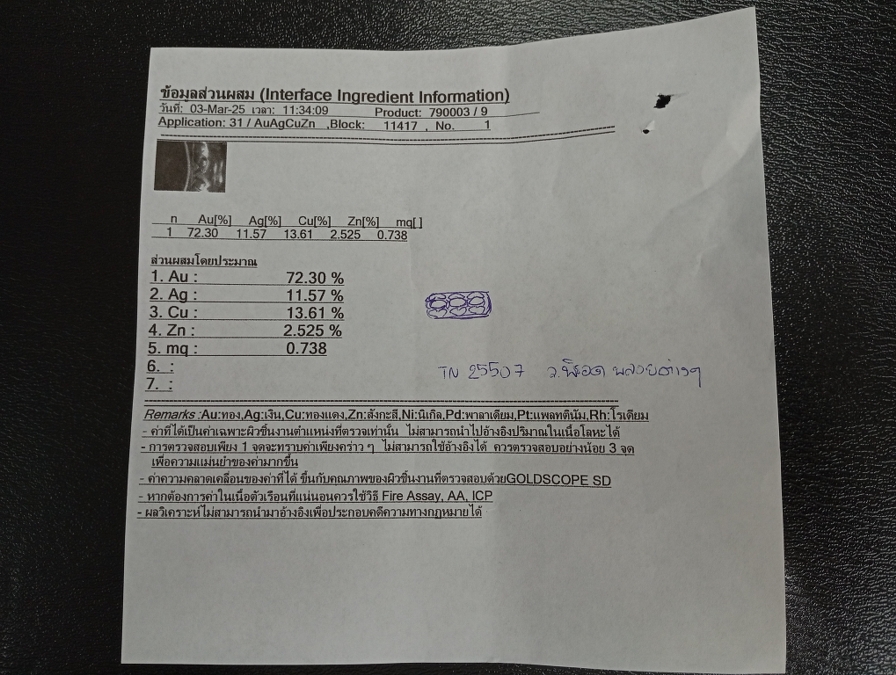 ข้อมูลส่วนผสม (Interface Ingredient Information)
วันที่: 03-Mar-25 เวลา: 11:34:09 Product: 790003 / 9
Application: 31 / AuAgCuZn ,Block: 11417 , No. 1
n Au[%] Ag[%] Cu[%] Zn[%] mq[ ]
1 72.30 11.57 13.61 2.525 0.738
ส่วนผสมโดยประมาณ
1. Au : 72.30 %
2. Ag : 11.57 %
3. Cu : 13.61 %
4. Zn : 2.525 %
5. mq : 0.738
6. :
7. :
TN 25507
Remarks :Au:ทอง,Ag:เงิน,Cu:ทองแดง,Zn:สังกะสี,Ni:นิเกิล,Pd:พาลาเดียม,Pt:แพลทตินัม,Rh:โรเดียม
- ค่าที่ได้เป็นค่าเฉพาะผิวชิ้นงานตำแหน่งที่ตรวจเท่านั้น ไม่สามารถนำไปอ้างอิงปริมาณในเนื้อโลหะได้
- การตรวจสอบเพียง 1 จุดจะทราบค่าเพียงคร่าว ๆ ไม่สามารถใช้อ้างอิงได้ ควรตรวจสอบอย่างน้อย 3 จุด
เพื่อความแม่นยำของค่ามากขึ้น
- ค่าความคลาดเคลื่อนของค่าที่ได้ ขึ้นกับคุณภาพของผิวชิ้นงานที่ตรวจสอบด้วยGOLDSCOPE SD
- หากต้องการค่าในเนื้อตัวเรือนที่แน่นอนควรใช้วิธี Fire Assay, AA, ICP
- ผลวิเคราะห์ไม่สามารถนำมาอ้างอิงเพื่อประกอบคดีความทางกฎหมายได้